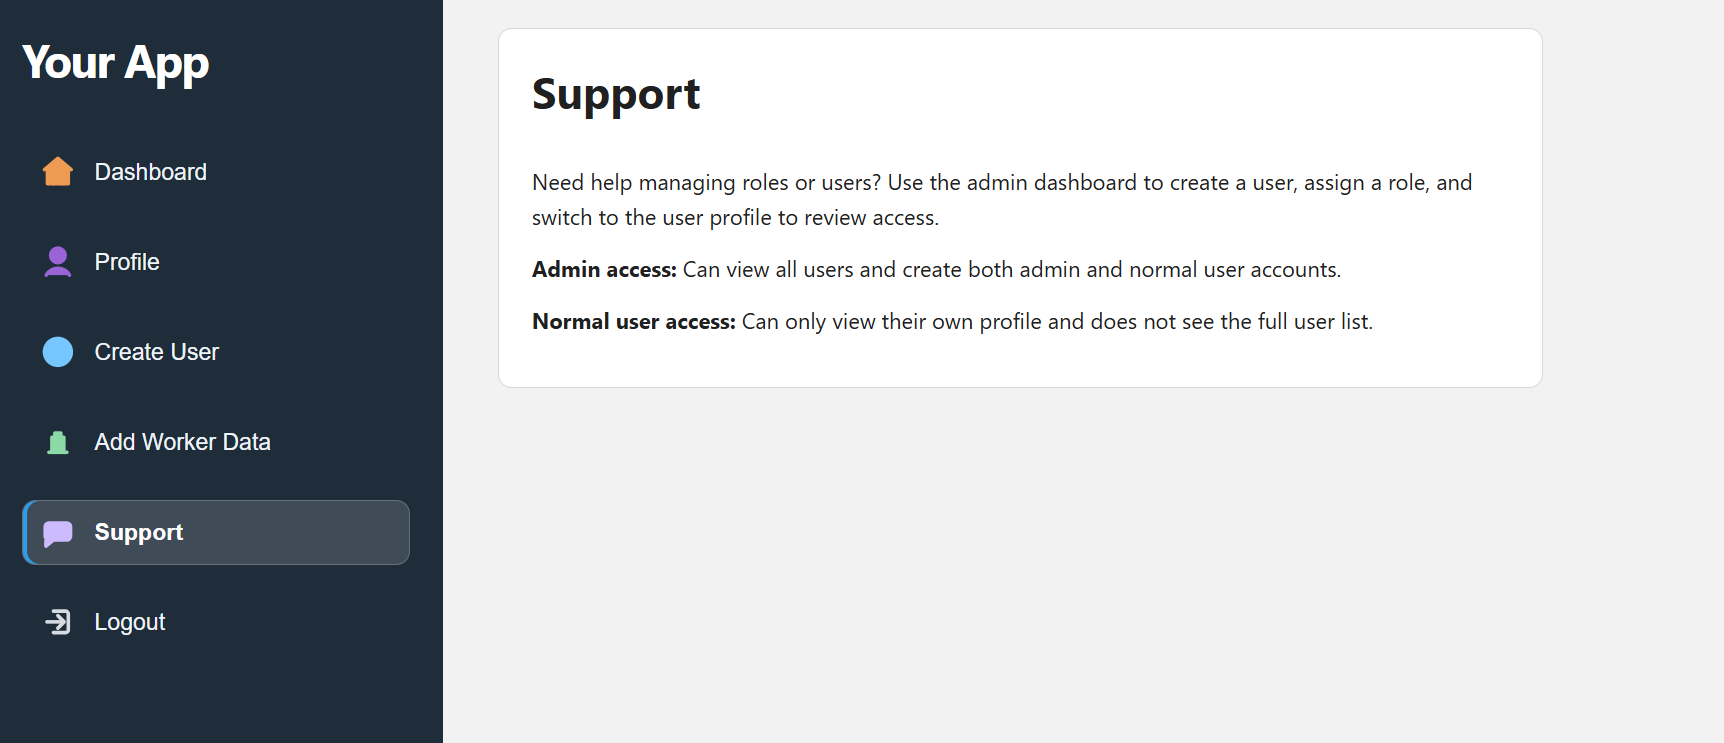 Your App
Dashboard
Profile
Create User
Add Worker Data
Support
Logout
Support
Need help managing roles or users? Use the admin dashboard to create a user, assign a role, and
switch to the user profile to review access.
Admin access: Can view all users and create both admin and normal user accounts.
Normal user access: Can only view their own profile and does not see the full user list.